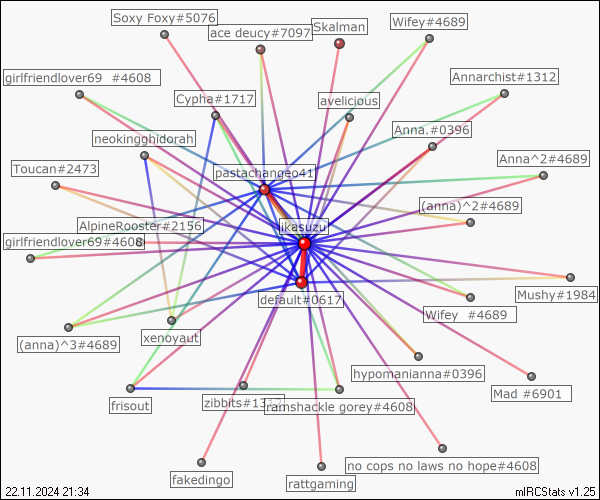 Soxy Foxy#5076
ace deucy#7097
Skalman
Wifey#4689
girlfriendlover69 #4608
Annarchist#1312
Cypha#1717
avelicious
Anna.#0396
neokingghidorah
Anna^2#4689
Toucan#2473
pastachangeo41
(anna)^2#4689
AlpineRooster#2156
likasuzu
girlfriendlover69#4608
default#0617
Mushy#1984
Wifey #4689
xenoyaut
(anna)^3#4689
hypomanianna#0396
Mad #6901
frisout
zibbits#131
ramshackle gorey#4608
no cops no laws no hope#4608
fakedingo
rattgaming
22.11.2024 21:34
mIRCStats v1.25